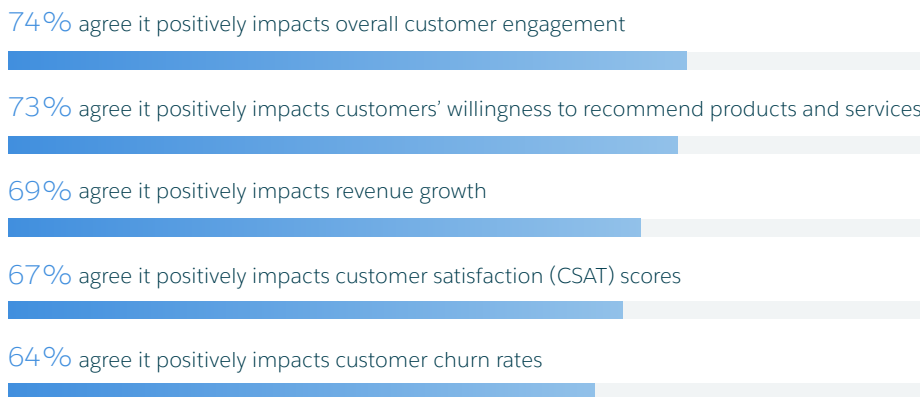 74% agree it positively impacts overall customer engagement
73% agree it positively impacts customers’ willingness to recommend products and services
69% agree it positively impacts revenue growth
67% agree it positively impacts customer satisfaction (CSAT) scores
64% agree it positively impacts customer churn rates